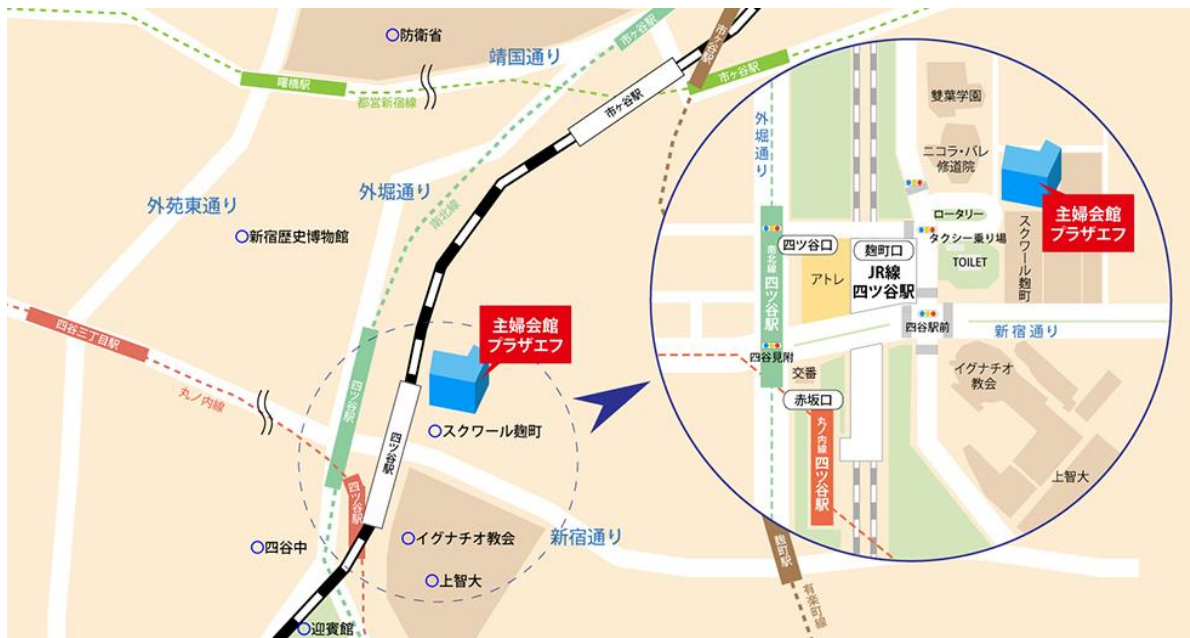 防衛省
靖国通り
市ヶ谷駅
市ヶ谷駅
曙橋駅
都営新宿線
市ヶ谷駅
市ヶ谷駅
外苑東通り
外堀通り
南北線
新宿歴史博物館
四谷三丁目駅
丸ノ内線
主婦会館
プラザエフ
四ツ谷駅
四ツ谷駅
四ツ谷駅
スクワール麹町
新宿通り
四谷中
イグナチオ教会
上智大
迎賓館
麹町駅
有楽町線
外堀通り
雙葉学園
ニコラ・バレ
修道院
主婦会館
プラザエフ
ロータリー
タクシー乗り場
TOILET
スクワール麹町
四ツ谷口
麹町口
アトレ
JR線
四ツ谷駅
南北線 四ツ谷駅
四谷駅前
新宿通り
四谷見附
交番
赤坂口
丸ノ内線 四ツ谷駅
イグナチオ
教会
上智大